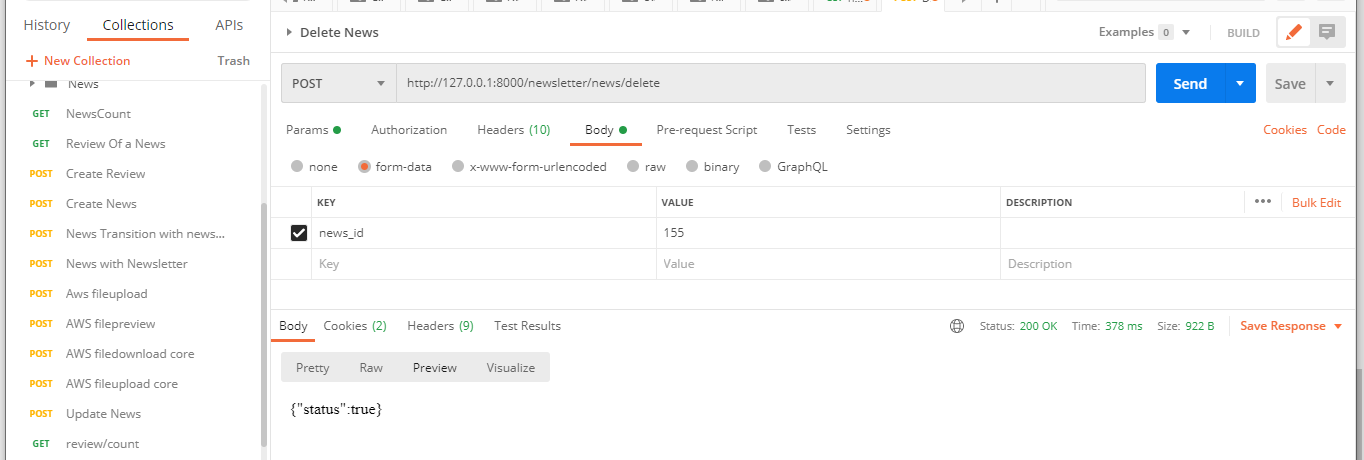 History Collections APIs
+ New Collection Trash
News
GET NewsCount
GET Review Of a News
POST Create Review
POST Create News
POST News Transition with news...
POST News with Newsletter
POST Aws fileupload
POST AWS filepreview
POST AWS filedownload core
POST AWS fileupload core
POST Update News
GET review/count
Delete News Examples 0 BUILD
POST http://127.0.0.1:8000/newsletter/news/delete Send Save
Params Authorization Headers (10) Body Pre-request Script Tests Settings Cookies Code
none form-data x-www-form-urlencoded raw binary GraphQL
KEY VALUE DESCRIPTION ••• Bulk Edit
news_id 155
Key Value Description
Body Cookies (2) Headers (9) Test Results Status: 200 OK Time: 378 ms Size: 922 B Save Response
Pretty Raw Preview Visualize
{"status":true}